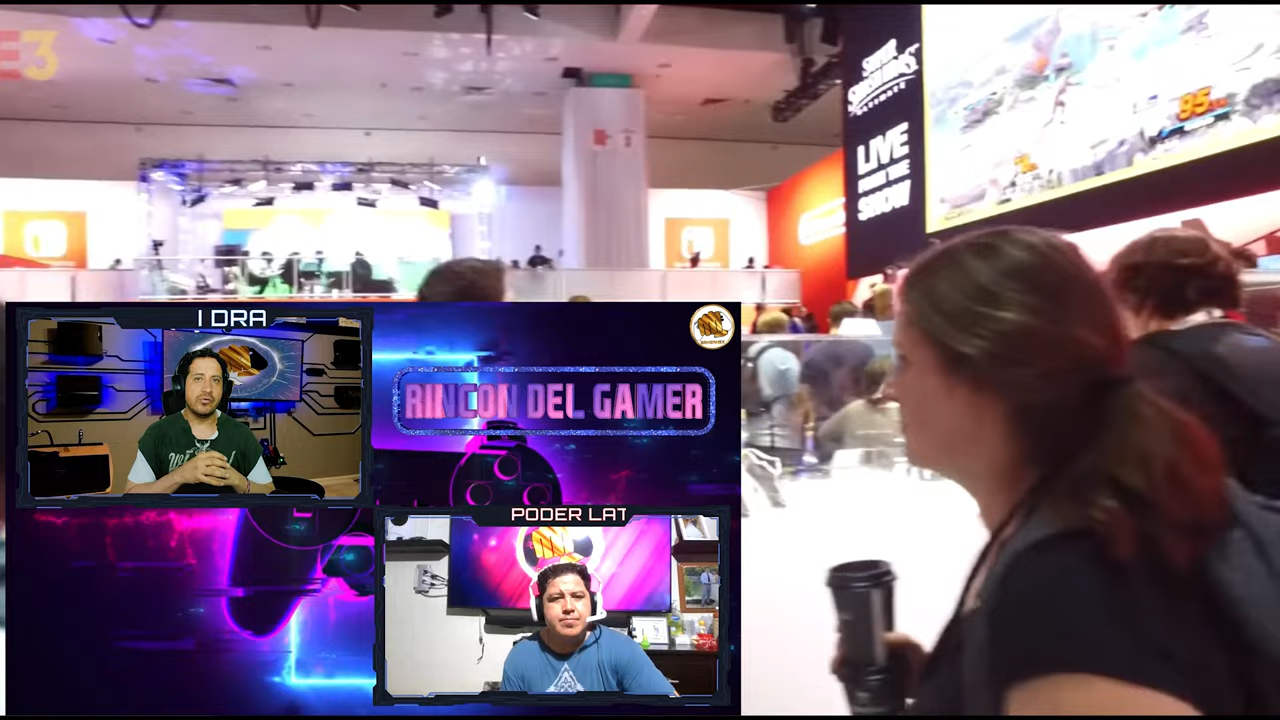 E3
SUPER
SMASH BROS.
ULTIMATE
LIVE
FROM THE
SHOW
95
I DRA
RINCON DEL GAMER
PODER LAT